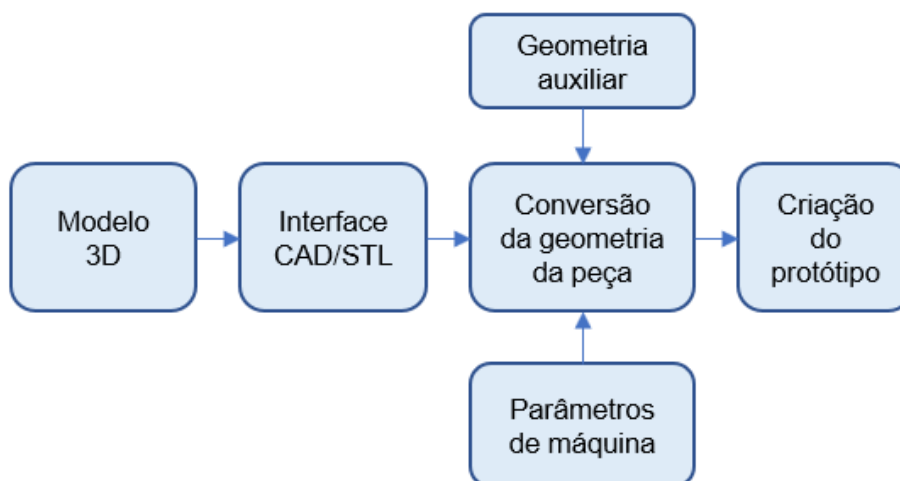 Geometria
auxiliar
Modelo
3D
Interface
CAD/STL
Conversão
da geometria
da peça
Criação
do
protótipo
Parâmetros
de máquina